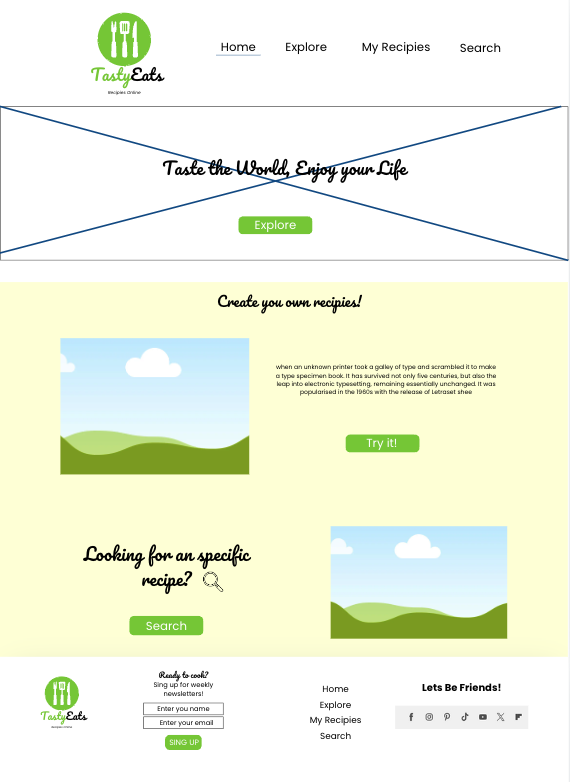 TastyEats
Recipies Online
Home Explore My Recipies Search
Taste the World, Enjoy your Life
Explore
Create you own recipies!
when an unknown printer took a galley of type and scrambled it to make
a type specimen book. It has survived not only five centuries, but also the
leap into electronic typesetting, remaining essentially unchanged. It was
popularised in the 1960s with the release of Letraset shee
Try it!
Looking for an specific
recipe?
Search
TastyEats
Recipies Online
Ready to cook?
Sing up for weekly
newsletters!
Enter you name
Enter your email
SING UP
Home
Explore
My Recipies
Search
Lets Be Friends!